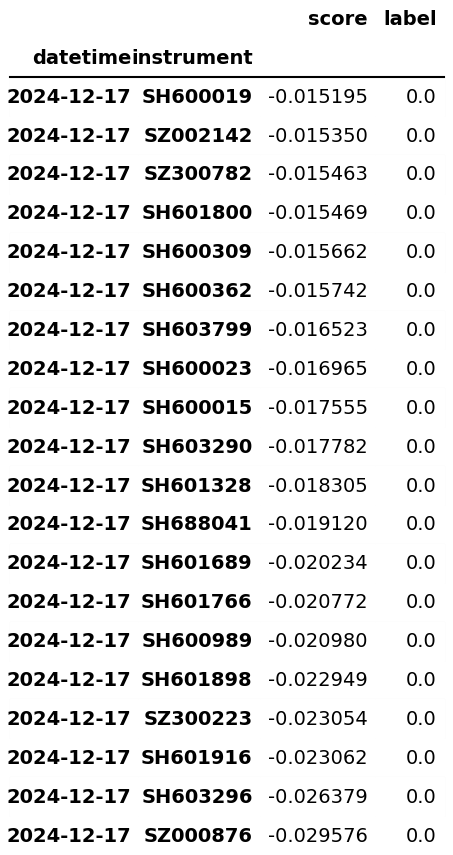 score label
datetime instrument
2024-12-17 SH600019 -0.015195 0.0
2024-12-17 SZ002142 -0.015350 0.0
2024-12-17 SZ300782 -0.015463 0.0
2024-12-17 SH601800 -0.015469 0.0
2024-12-17 SH600309 -0.015662 0.0
2024-12-17 SH600362 -0.015742 0.0
2024-12-17 SH603799 -0.016523 0.0
2024-12-17 SH600023 -0.016965 0.0
2024-12-17 SH600015 -0.017555 0.0
2024-12-17 SH603290 -0.017782 0.0
2024-12-17 SH601328 -0.018305 0.0
2024-12-17 SH688041 -0.019120 0.0
2024-12-17 SH601689 -0.020234 0.0
2024-12-17 SH601766 -0.020772 0.0
2024-12-17 SH600989 -0.020980 0.0
2024-12-17 SH601898 -0.022949 0.0
2024-12-17 SZ300223 -0.023054 0.0
2024-12-17 SH601916 -0.023062 0.0
2024-12-17 SH603296 -0.026379 0.0
2024-12-17 SZ000876 -0.029576 0.0